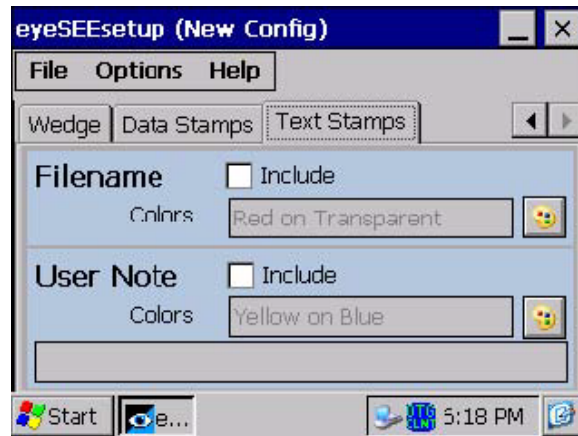 eyeSEEsetup (New Config)
File Options Help
Wedge Data Stamps Text Stamps
Filename Include
Colors Red on Transparent
User Note Include
Colors Yellow on Blue
Start e... 5:18 PM